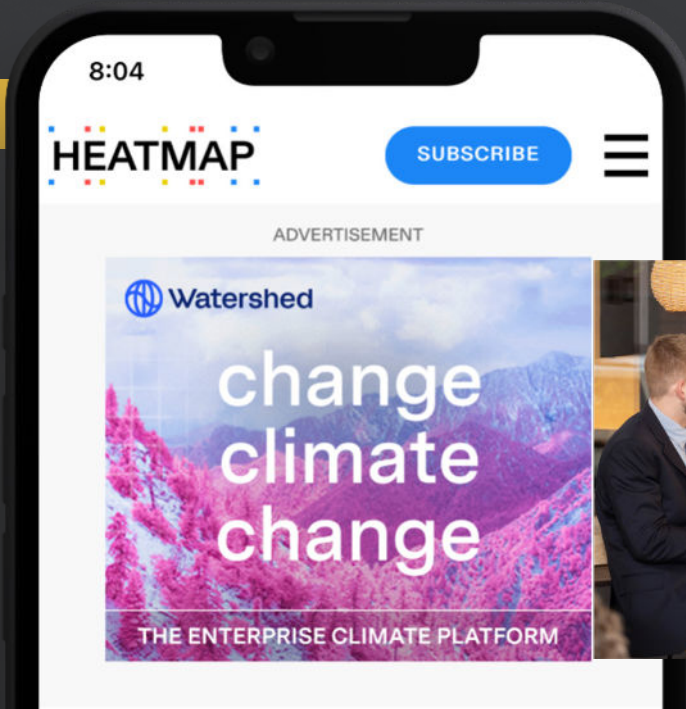 8:04
HEATMAP
SUBSCRIBE
ADVERTISEMENT
Watershed
change
climate
change
THE ENTERPRISE CLIMATE PLATFORM